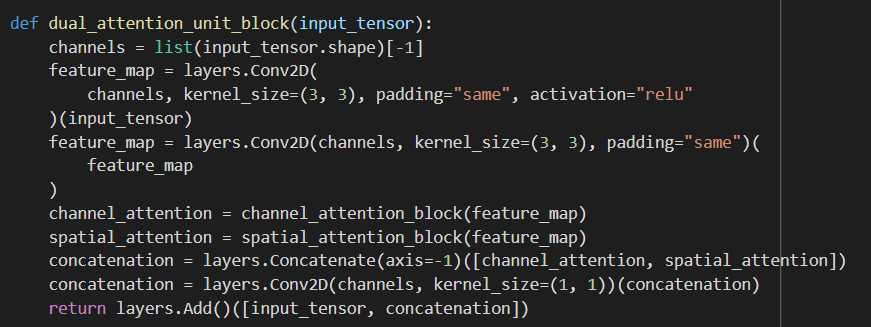 def dual_attention_unit_block(input_tensor):
    channels = list(input_tensor.shape)[-1]
    feature_map = layers.Conv2D(
        channels, kernel_size=(3, 3), padding="same", activation="relu"
    )(input_tensor)
    feature_map = layers.Conv2D(channels, kernel_size=(3, 3), padding="same")(
        feature_map
    )
    channel_attention = channel_attention_block(feature_map)
    spatial_attention = spatial_attention_block(feature_map)
    concatenation = layers.Concatenate(axis=-1)([channel_attention, spatial_attention])
    concatenation = layers.Conv2D(channels, kernel_size=(1, 1))(concatenation)
    return layers.Add()([input_tensor, concatenation])